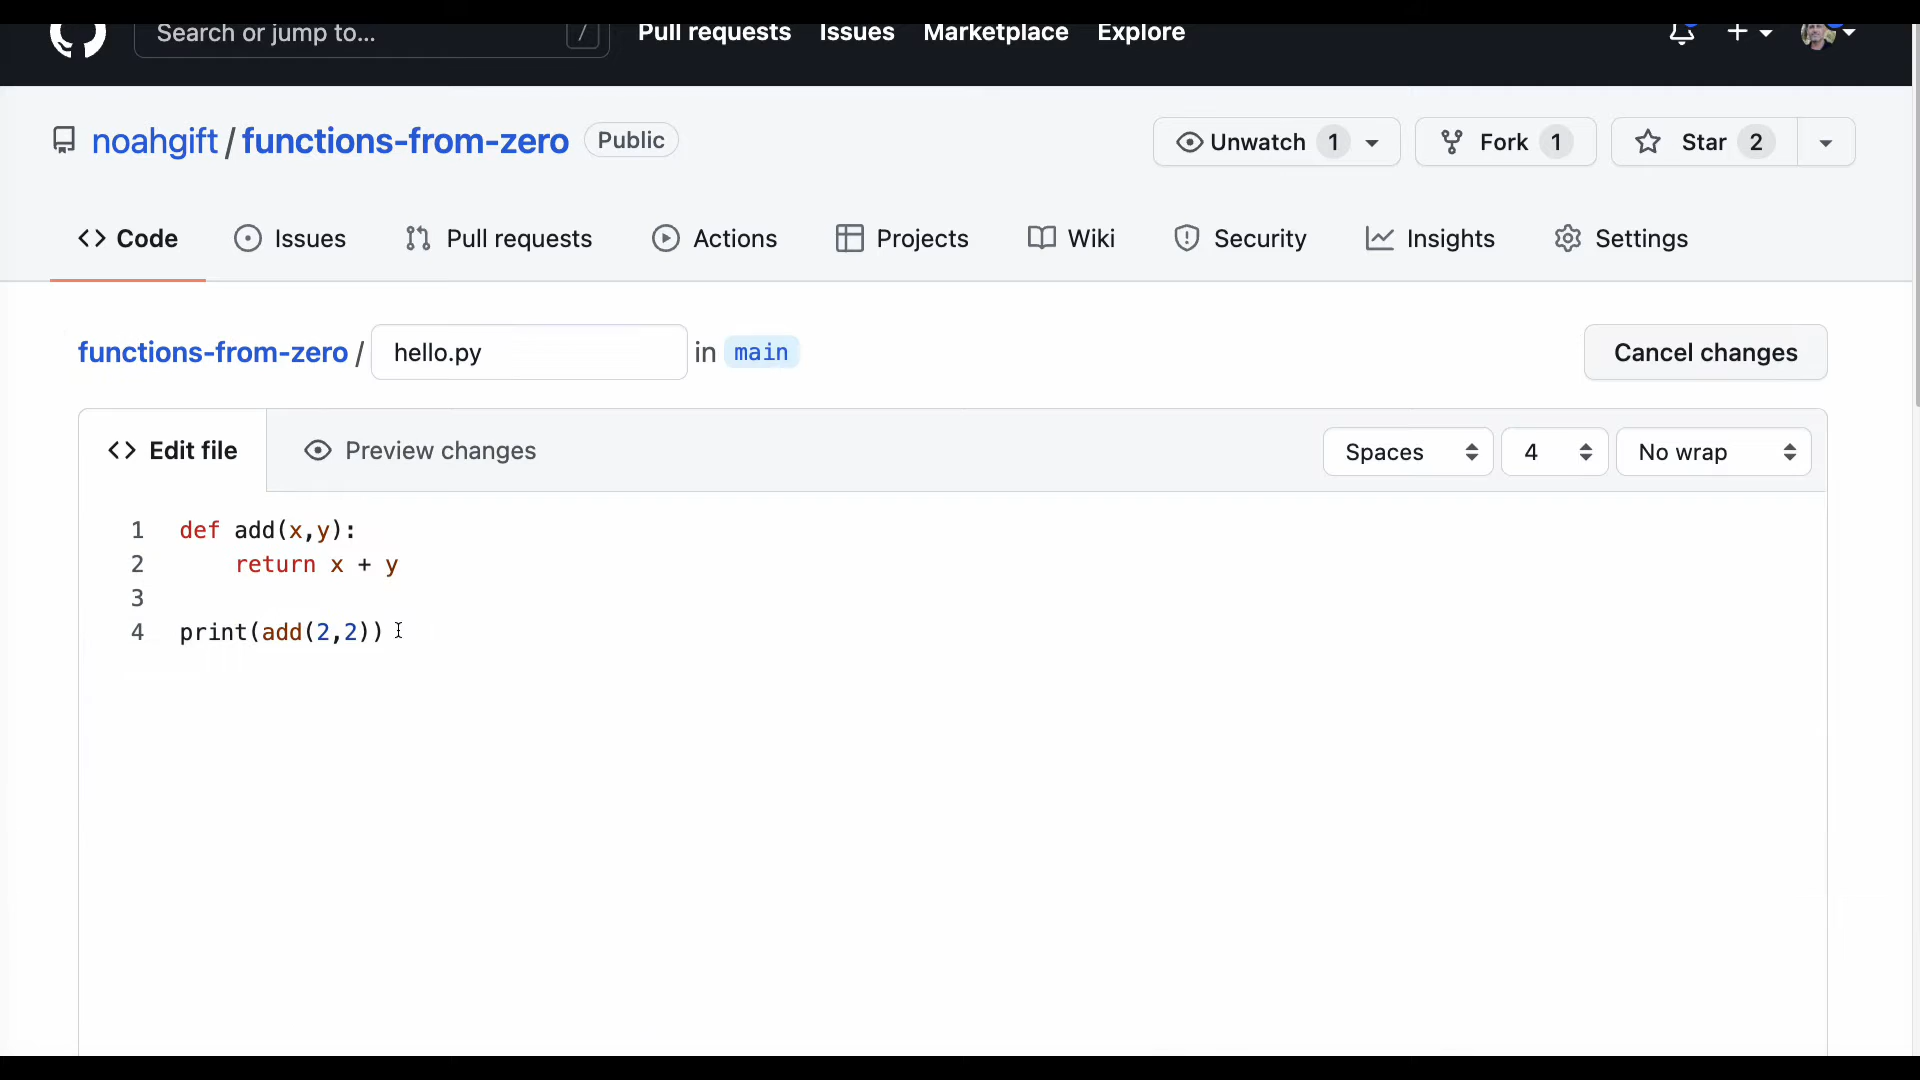 Search or jump to... / Pull requests Issues Marketplace Explore
noahgift / functions-from-zero Public Unwatch 1 Fork 1 Star 2
Code Issues Pull requests Actions Projects Wiki Security Insights Settings
functions-from-zero / hello.py in main Cancel changes
<> Edit file Preview changes Spaces 4 No wrap
1 def add(x,y):
2     return x + y
3
4 print(add(2,2))